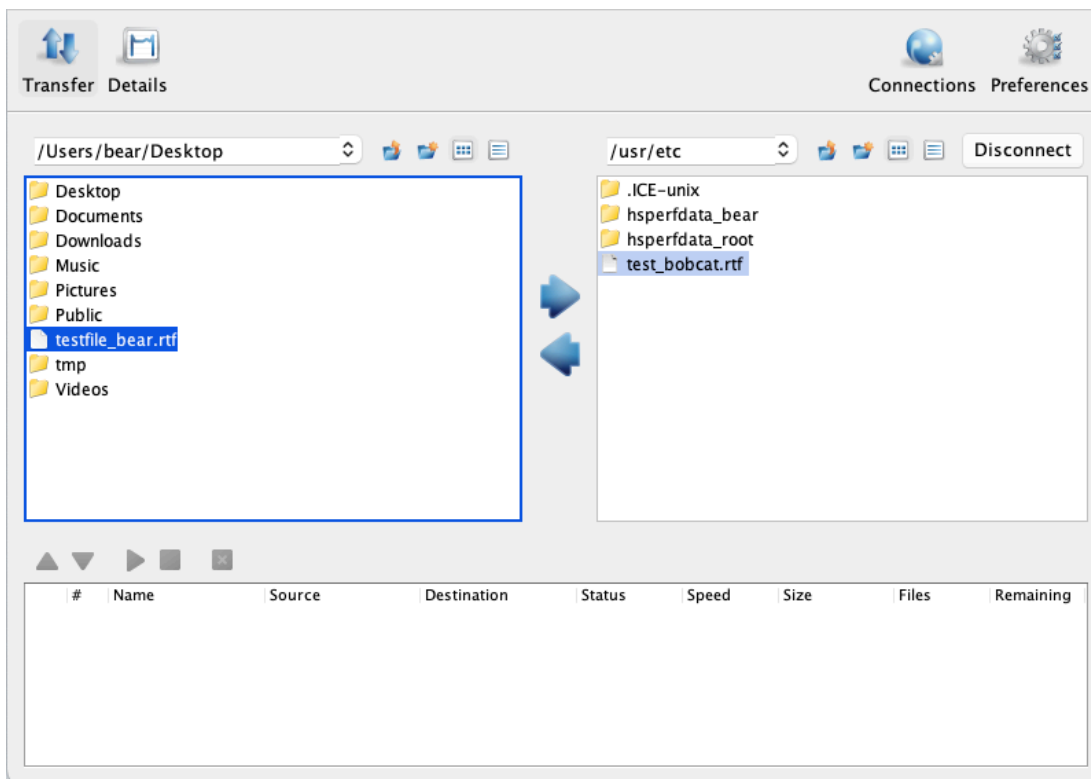 Transfer Details Connections Preferences
/Users/bear/Desktop
Desktop
Documents
Downloads
Music
Pictures
Public
testfile_bear.rtf
tmp
Videos
/usr/etc Disconnect
.ICE-unix
hsperfdata_bear
hsperfdata_root
test_bobcat.rtf
# Name Source Destination Status Speed Size Files Remaining